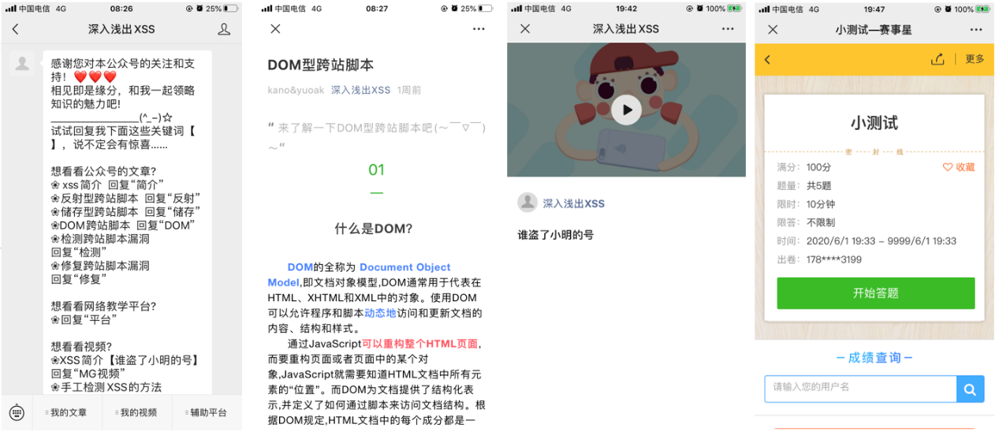 中国电信 4G 08:26 25%
深入浅出XSS
感谢您对本公众号的关注和支
持！❤️❤️❤️
相见即是缘分，和我一起领略
知识的魅力吧!
________________(^_−)☆
试试回复我下面这些关键词【
】，说不定会有惊喜……
想看看公众号的文章?
❀ xss简介 回复“简介”
❀反射型跨站脚本 回复“反射”
❀储存型跨站脚本 回复“储存”
❀DOM跨站脚本 回复“DOM”
❀检测跨站脚本漏洞
回复“检测”
❀修复跨站脚本漏洞
回复“修复”
想看看网络教学平台?
❀回复“平台”
想看看视频?
❀XSS简介【谁盗了小明的号】
回复“MG视频”
❀手工检测XSS的方法
我的文章 我的视频 辅助平台
中国电信 4G 08:27 25%
DOM型跨站脚本
kano&yuoak 深入浅出XSS 1周前
" 来了解一下DOM型跨站脚本吧(～￣▽￣)
～"
01
什么是DOM?
DOM的全称为 Document Object
Model,即文档对象模型,DOM通常用于代表在
HTML、XHTML和XML中的对象。使用DOM
可以允许程序和脚本动态地访问和更新文档的
内容、结构和样式。
通过JavaScript可以重构整个HTML页面,
而要重构页面或者页面中的某个对
象,JavaScript就需要知道HTML文档中所有元
素的“位置”。而DOM为文档提供了结构化表
示,并定义了如何通过脚本来访问文档结构。根
据DOM规定,HTML文档中的每个成分都是一
中国电信 4G 19:42 100%
深入浅出XSS
深入浅出XSS
谁盗了小明的号
中国电信 4G 19:47 100%
小测试—赛事星
更多
小测试
密 封 线
满分： 100分 收藏
题量： 共5题
限时： 10分钟
限答： 不限制
时间： 2020/6/1 19:33 - 9999/6/1 19:33
出卷： 178****3199
开始答题
成绩查询
请输入您的用户名